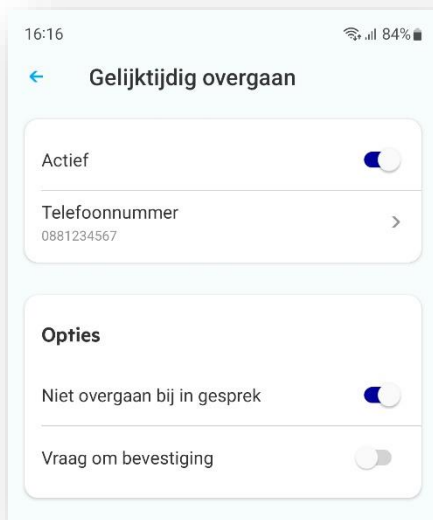 16:16 84%
Gelijktijdig overgaan
Actief
Telefoonnummer
0881234567
Opties
Niet overgaan bij in gesprek
Vraag om bevestiging